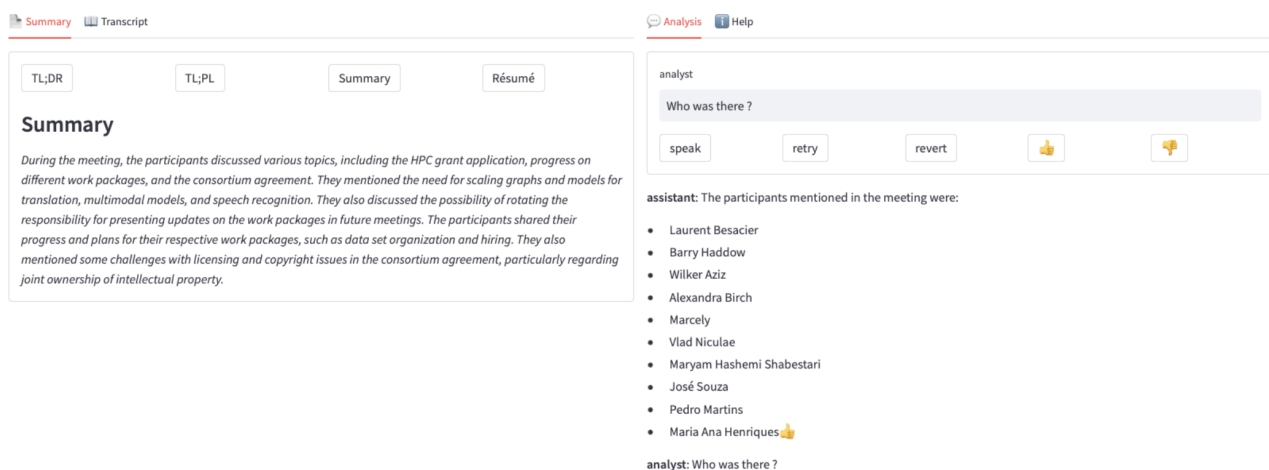 Summary
Transcript
TL;DR
TL;PL
Summary
Résumé
Summary
During the meeting, the participants discussed various topics, including the HPC grant application, progress on
different work packages, and the consortium agreement. They mentioned the need for scaling graphs and models for
translation, multimodal models, and speech recognition. They also discussed the possibility of rotating the
responsibility for presenting updates on the work packages in future meetings. The participants shared their
progress and plans for their respective work packages, such as data set organization and hiring. They also
mentioned some challenges with licensing and copyright issues in the consortium agreement, particularly regarding
joint ownership of intellectual property.
Analysis
Help
analyst
Who was there ?
speak
retry
revert
assistant: The participants mentioned in the meeting were:
• Laurent Besacier
• Barry Haddow
• Wilker Aziz
• Alexandra Birch
• Marcely
• Vlad Niculae
• Maryam Hashemi Shabestari
• José Souza
• Pedro Martins
• Maria Ana Henriques👍
analyst: Who was there ?